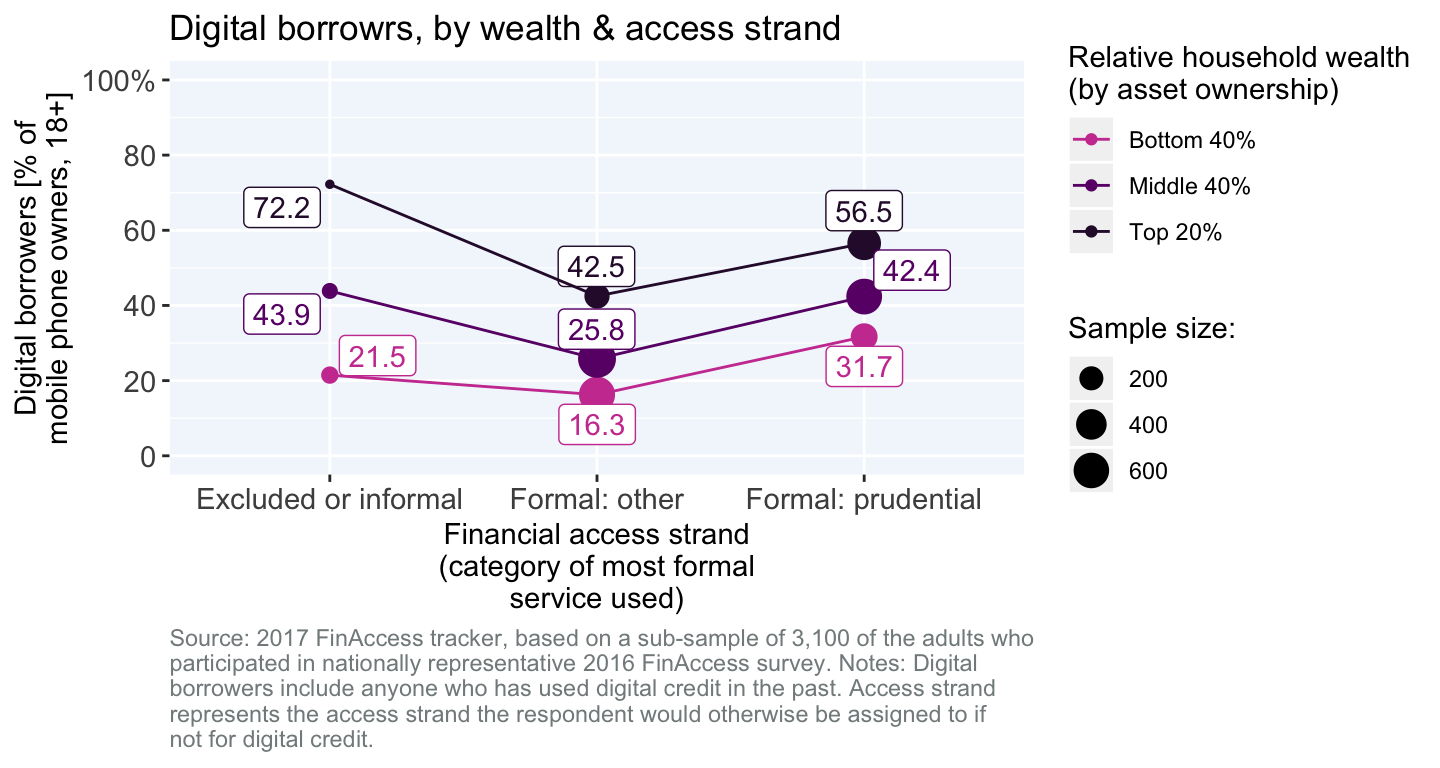 Digital borrowrs, by wealth & access strand
Digital borrowers [% of
mobile phone owners, 18+]
100%
80
60
40
20
0
72.2
43.9
21.5
42.5
25.8
16.3
56.5
42.4
31.7
Excluded or informal
Formal: other
Formal: prudential
Financial access strand
(category of most formal
service used)
Relative household wealth
(by asset ownership)
Bottom 40%
Middle 40%
Top 20%
Sample size:
200
400
600
Source: 2017 FinAccess tracker, based on a sub-sample of 3,100 of the adults who
participated in nationally representative 2016 FinAccess survey. Notes: Digital
borrowers include anyone who has used digital credit in the past. Access strand
represents the access strand the respondent would otherwise be assigned to if
not for digital credit.